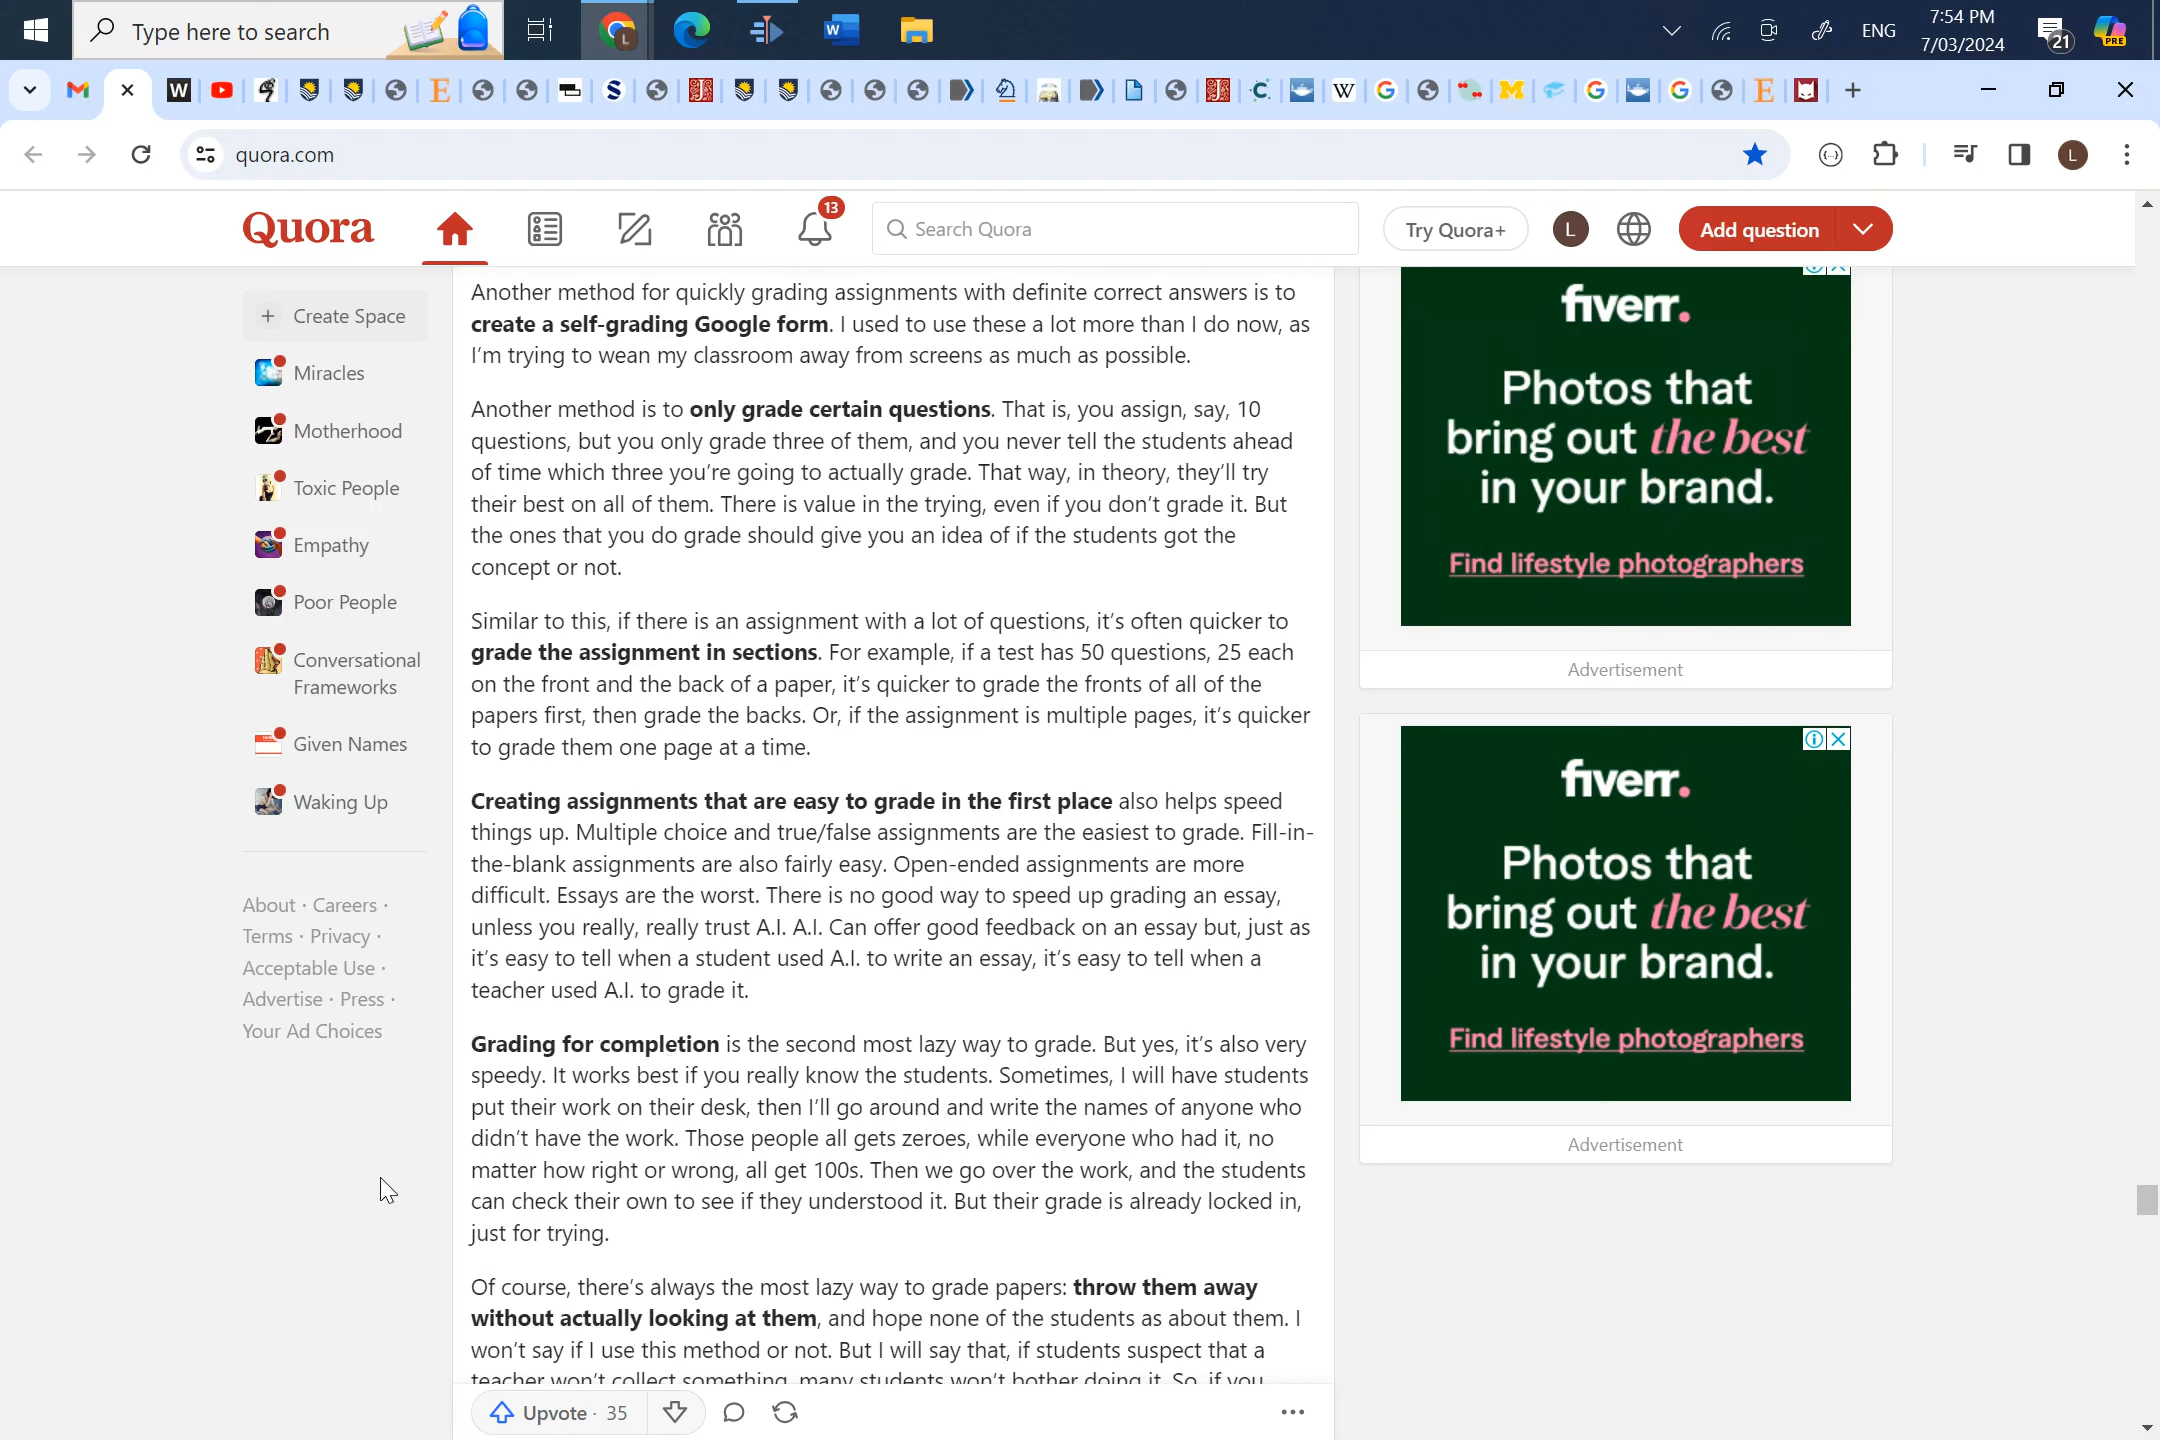 Type here to search
ENG
7:54 PM
7/03/2024
21
PRE
L
quora.com
L
Quora
13
Search Quora
Try Quora+
L
Add question
Create Space
Miracles
Motherhood
Toxic People
Empathy
Poor People
Conversational
Frameworks
Given Names
Waking Up
About · Careers ·
Terms · Privacy ·
Acceptable Use ·
Advertise · Press ·
Your Ad Choices
Another method for quickly grading assignments with definite correct answers is to
create a self-grading Google form. I used to use these a lot more than I do now, as
I’m trying to wean my classroom away from screens as much as possible.
Another method is to only grade certain questions. That is, you assign, say, 10
questions, but you only grade three of them, and you never tell the students ahead
of time which three you’re going to actually grade. That way, in theory, they’ll try
their best on all of them. There is value in the trying, even if you don’t grade it. But
the ones that you do grade should give you an idea of if the students got the
concept or not.
Similar to this, if there is an assignment with a lot of questions, it’s often quicker to
grade the assignment in sections. For example, if a test has 50 questions, 25 each
on the front and the back of a paper, it’s quicker to grade the fronts of all of the
papers first, then grade the backs. Or, if the assignment is multiple pages, it’s quicker
to grade them one page at a time.
Creating assignments that are easy to grade in the first place also helps speed
things up. Multiple choice and true/false assignments are the easiest to grade. Fill-in-
the-blank assignments are also fairly easy. Open-ended assignments are more
difficult. Essays are the worst. There is no good way to speed up grading an essay,
unless you really, really trust A.I. A.I. Can offer good feedback on an essay but, just as
it’s easy to tell when a student used A.I. to write an essay, it’s easy to tell when a
teacher used A.I. to grade it.
Grading for completion is the second most lazy way to grade. But yes, it’s also very
speedy. It works best if you really know the students. Sometimes, I will have students
put their work on their desk, then I’ll go around and write the names of anyone who
didn’t have the work. Those people all gets zeroes, while everyone who had it, no
matter how right or wrong, all get 100s. Then we go over the work, and the students
can check their own to see if they understood it. But their grade is already locked in,
just for trying.
Of course, there’s always the most lazy way to grade papers: throw them away
without actually looking at them, and hope none of the students as about them. I
won’t say if I use this method or not. But I will say that, if students suspect that a
teacher won’t collect something, many students won’t bother doing it. So, if you
Upvote · 35
fiverr.
Photos that
bring out the best
in your brand.
Find lifestyle photographers
Advertisement
fiverr.
Photos that
bring out the best
in your brand.
Find lifestyle photographers
Advertisement